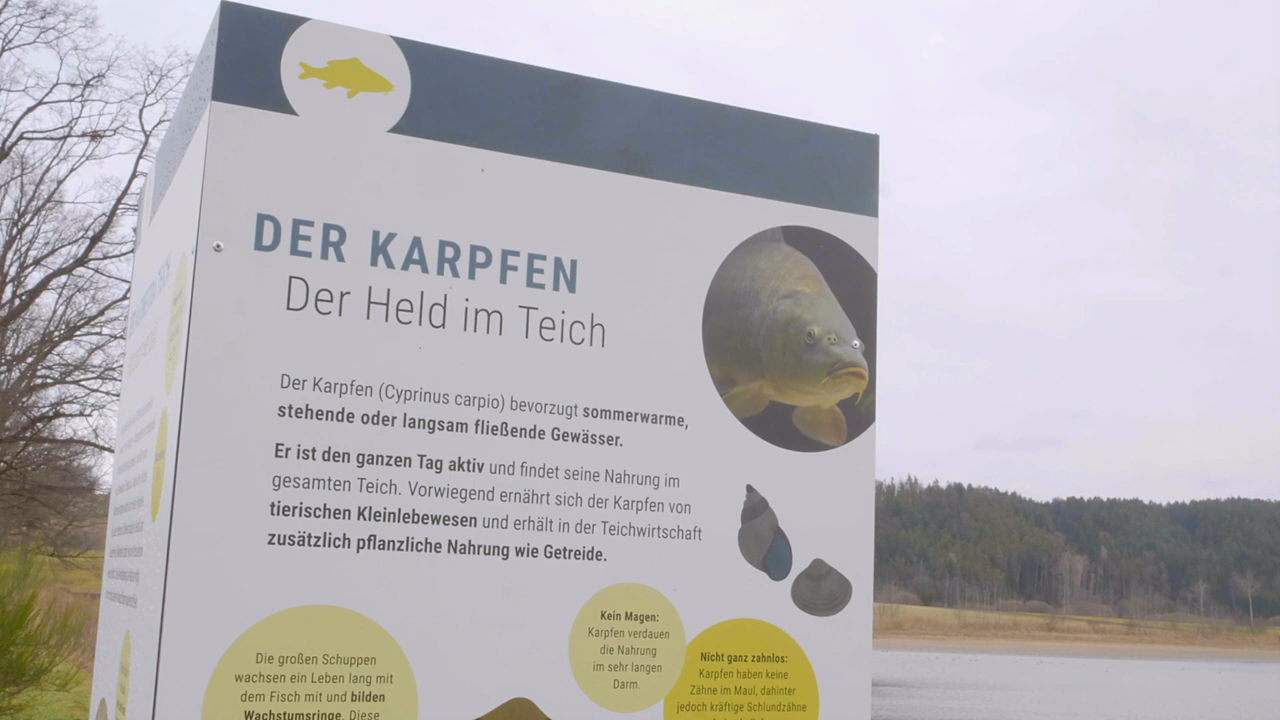 DER KARPFEN
Der Held im Teich
Der Karpfen (Cyprinus carpio) bevorzugt sommerwarme,
stehende oder langsam fließende Gewässer.
Er ist den ganzen Tag aktiv und findet seine Nahrung im
gesamten Teich. Vorwiegend ernährt sich der Karpfen von
tierischen Kleinlebewesen und erhält in der Teichwirtschaft
zusätzlich pflanzliche Nahrung wie Getreide.
Die großen Schuppen
wachsen ein Leben lang mit
dem Fisch mit und bilden
Wachstumsringe. Diese
Kein Magen:
Karpfen verdauen
die Nahrung
im sehr langen
Darm.
Nicht ganz zahnlos:
Karpfen haben keine
Zähne im Maul, dahinter
jedoch kräftige Schlundzähne